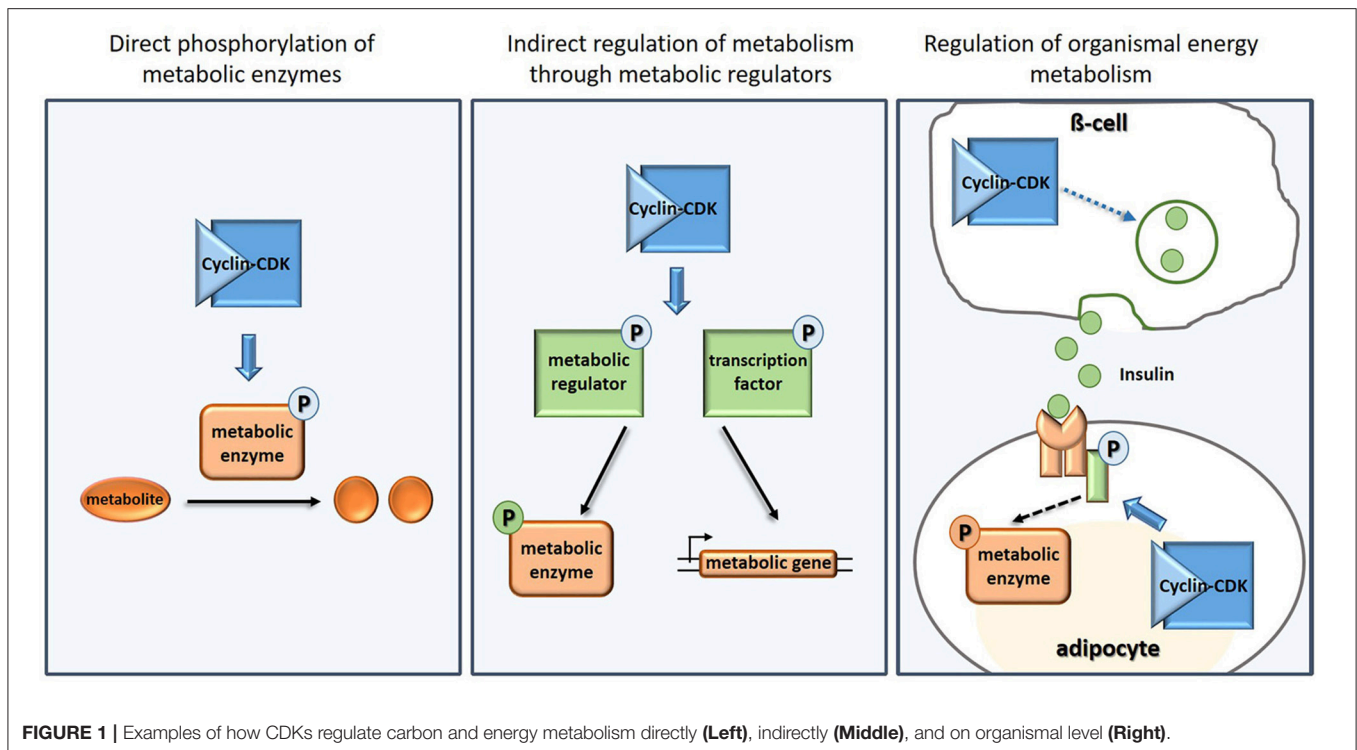 Direct phosphorylation of
metabolic enzymes
Cyclin-CDK
P
metabolic
enzyme
metabolite
Indirect regulation of metabolism
through metabolic regulators
Cyclin-CDK
P
metabolic
regulator
P
transcription
factor
P
metabolic
enzyme
metabolic gene
Regulation of organismal energy
metabolism
ß-cell
Cyclin-CDK
Insulin
P
P
metabolic
enzyme
Cyclin-CDK
adipocyte
FIGURE 1 | Examples of how CDKs regulate carbon and energy metabolism directly (Left), indirectly (Middle), and on organismal level (Right).